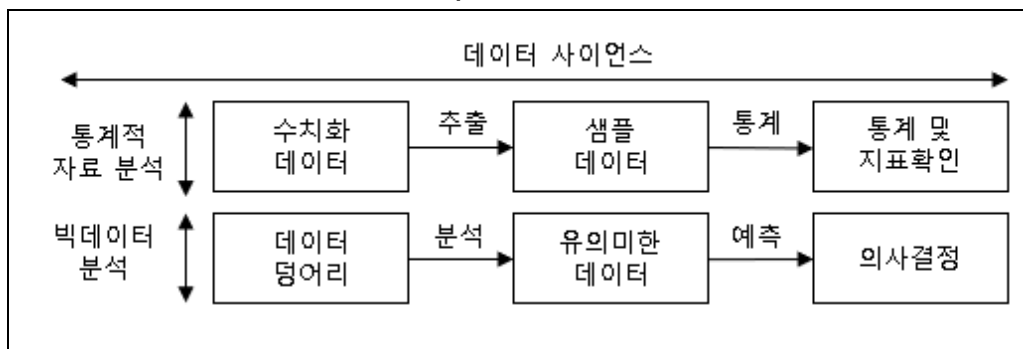 데이터 사이언스
통계적
자료 분석
수치화
데이터
추출
샘플
데이터
통계
통계 및
지표확인
빅데이터
분석
데이터
덩어리
분석
유의미한
데이터
예측
의사결정